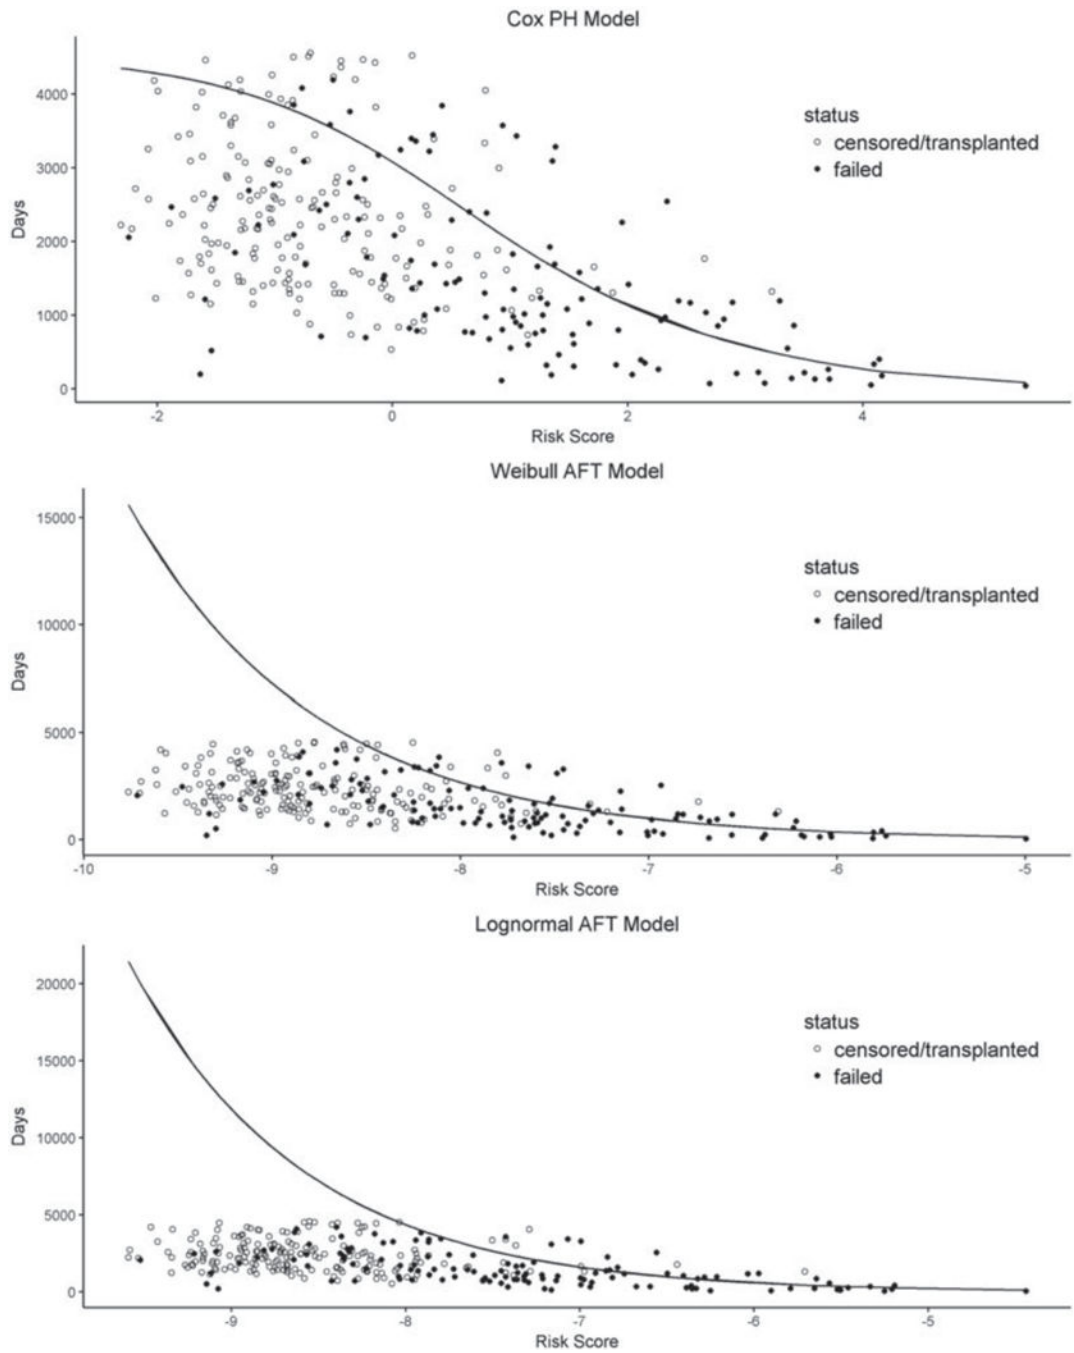 Cox PH Model
4000
3000
2000
1000
0
Days
status
censored/transplanted
failed
-2
0
2
4
Risk Score
Weibull AFT Model
15000
10000
5000
0
Days
status
censored/transplanted
failed
-10
-9
-8
-7
-6
-5
Risk Score
Lognormal AFT Model
20000
15000
10000
5000
0
Days
status
censored/transplanted
failed
-9
-8
-7
-6
-5
Risk Score